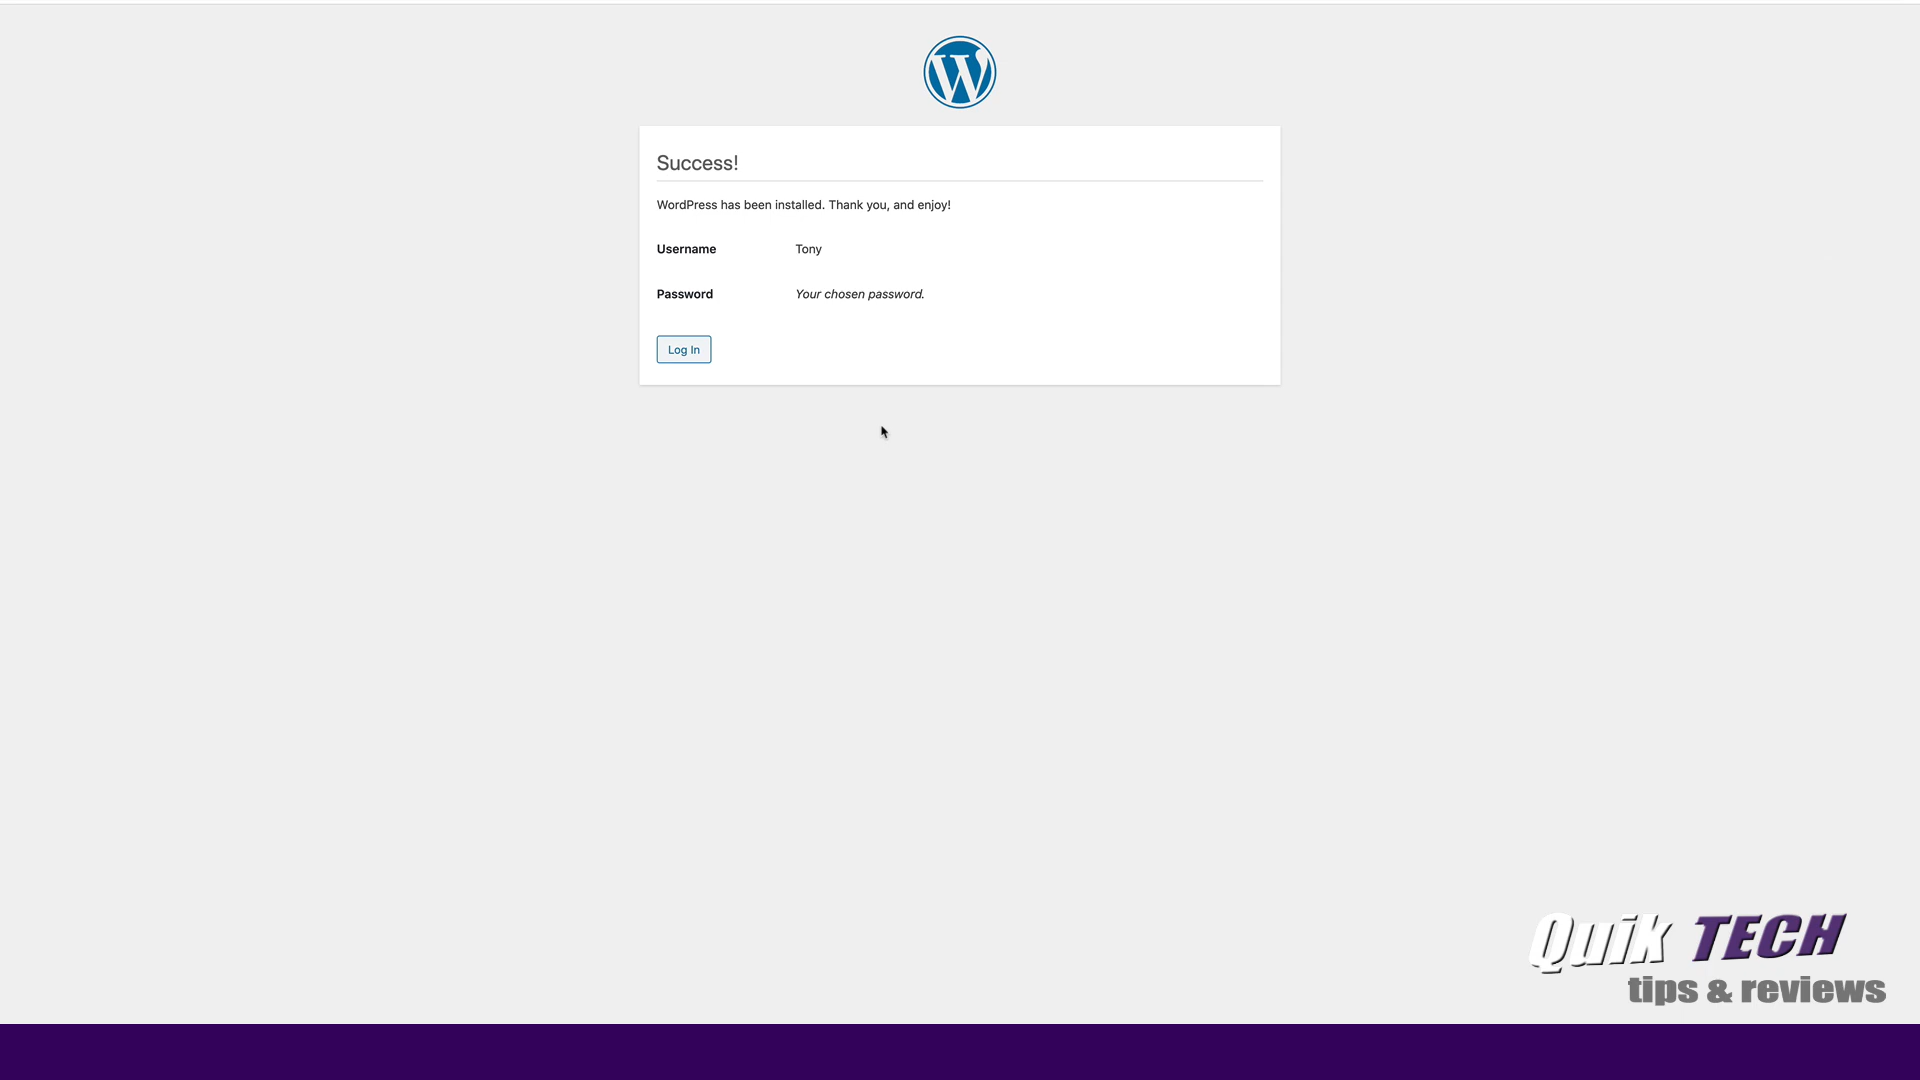 Success!
WordPress has been installed. Thank you, and enjoy!
Username Tony
Password Your chosen password.
Log In
Quik TECH
tips & reviews